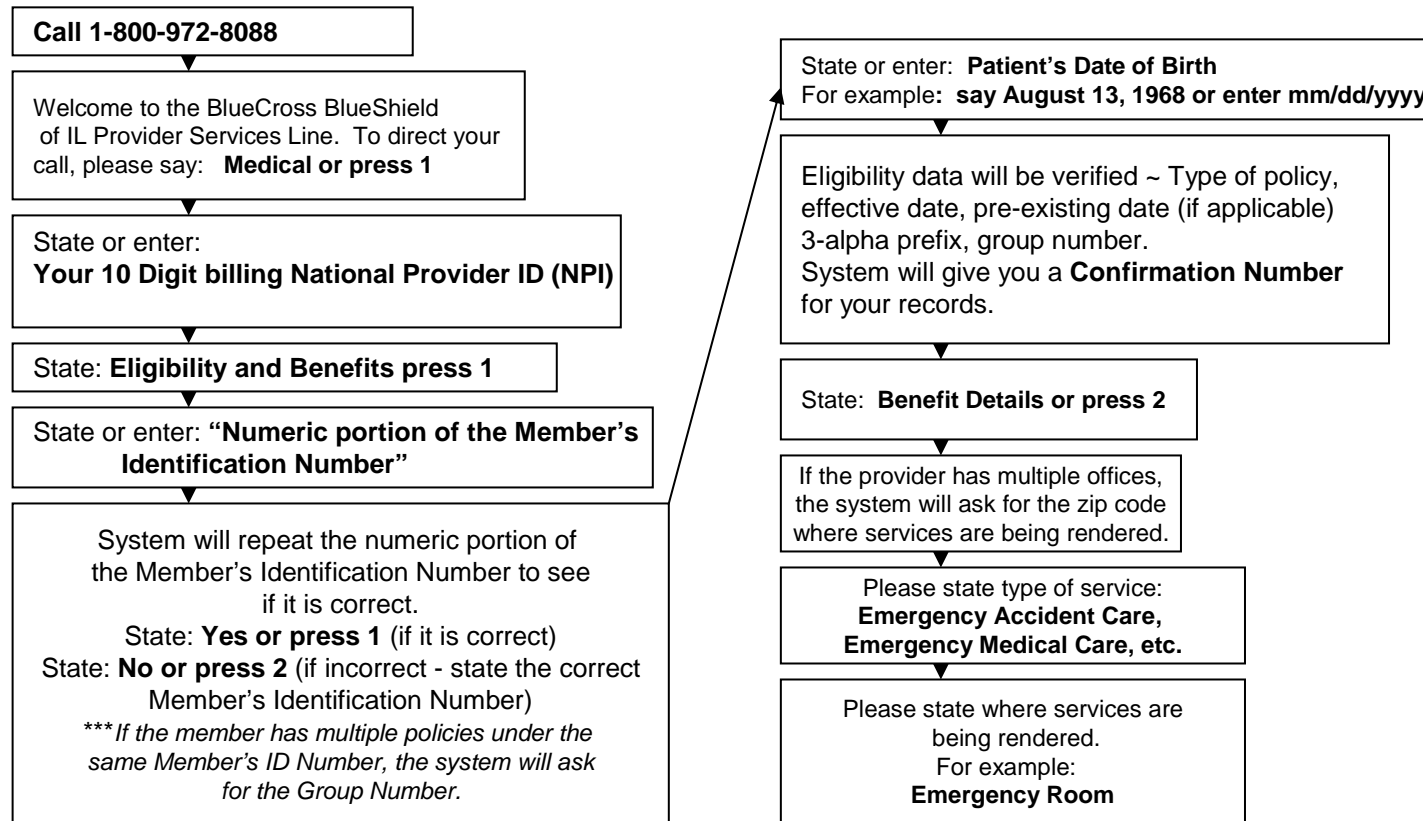 Call 1-800-972-8088
Welcome to the BlueCross BlueShield
of IL Provider Services Line. To direct your
call, please say: Medical or press 1
State or enter:
Your 10 Digit billing National Provider ID (NPI)
State: Eligibility and Benefits press 1
State or enter: “Numeric portion of the Member’s
Identification Number”
System will repeat the numeric portion of
the Member’s Identification Number to see
if it is correct.
State: Yes or press 1 (if it is correct)
State: No or press 2 (if incorrect - state the correct
Member’s Identification Number)
***If the member has multiple policies under the
same Member’s ID Number, the system will ask
for the Group Number.
State or enter: Patient’s Date of Birth
For example: say August 13, 1968 or enter mm/dd/yyyy
Eligibility data will be verified ~ Type of policy,
effective date, pre-existing date (if applicable)
3-alpha prefix, group number.
System will give you a Confirmation Number
for your records.
State: Benefit Details or press 2
If the provider has multiple offices,
the system will ask for the zip code
where services are being rendered.
Please state type of service:
Emergency Accident Care,
Emergency Medical Care, etc.
Please state where services are
being rendered.
For example:
Emergency Room